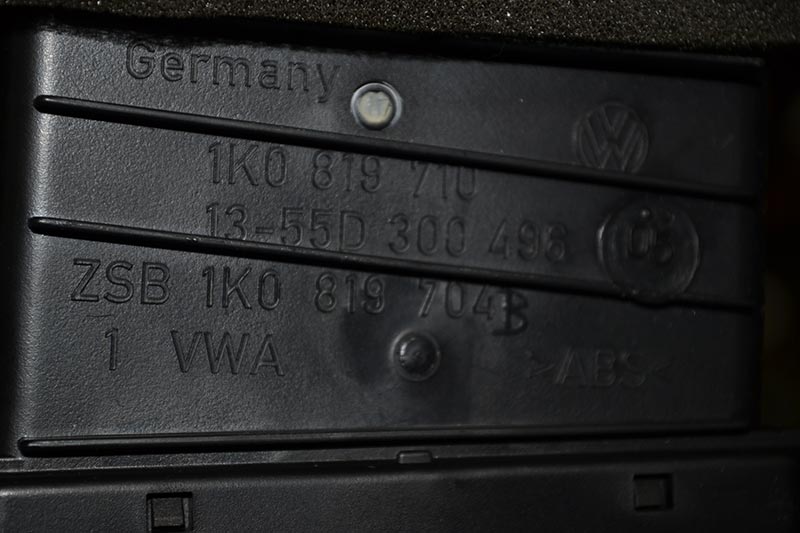 Germany
1K0 819 710
13-55D 300 496
ZSB 1K0 819 704B
1 VWA
>ABS<